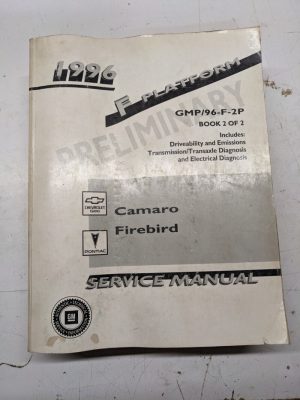 1996
F PLATFORM
PRELIMINARY
GMP/96-F-2P
BOOK 2 OF 2
Includes:
Driveability and Emissions
Transmission/Transaxle Diagnosis
and Electrical Diagnosis
CHEVROLET
Camaro
Firebird
PONTIAC
SERVICE MANUAL
GM